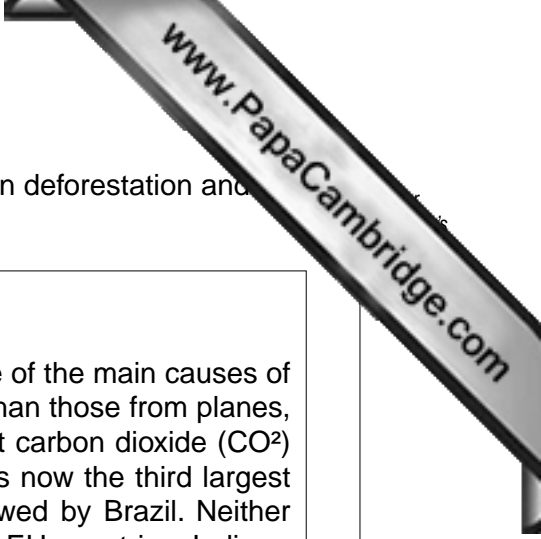 www.PapaCambridge.com
n deforestation and
e of the main causes of
han those from planes,
t carbon dioxide (CO²)
s now the third largest
wed by Brazil. Neither